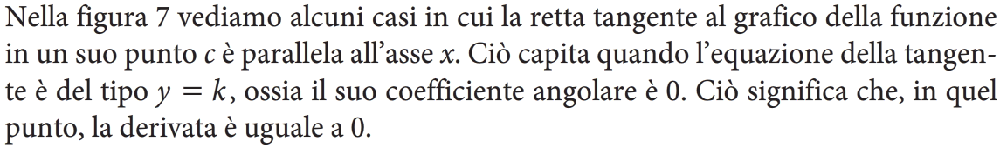 Nella figura 7 vediamo alcuni casi in cui la retta tangente al grafico della funzione
in un suo punto c è parallela all’asse x. Ciò capita quando l’equazione della tangen-
te è del tipo y = k, ossia il suo coefficiente angolare è 0. Ciò significa che, in quel
punto, la derivata è uguale a 0.